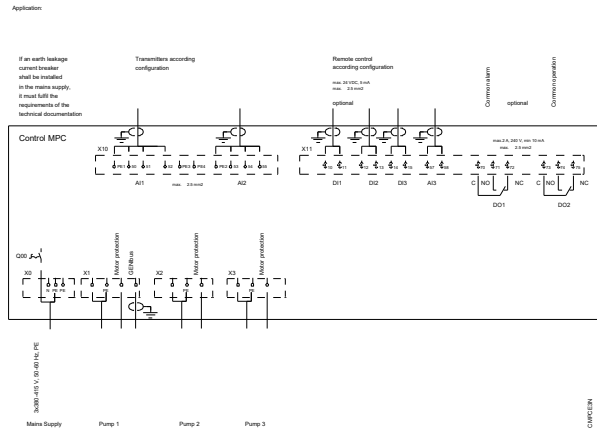 Application:
If an earth leakage
current breaker
shall be installed
in the mains supply,
it must fulfil the
requirements of the
technical documentation
Transmitters according
configuration
Remote control
according configuration
max. 24 VDC, 5 mA
max. 2.5 mm2
optional
Common alarm
optional
Common operation
Control MPC
X10
X11
max.2 A, 240 V, min 10 mA
max. 2.5 mm2
AI1
max. 2.5 mm2
AI2
DI1
DI2
DI3
AI3
C NO NC
C NO NC
DO1
DO2
Q00
Motor protection
GENIbus
Motor protection
Motor protection
X0
X1
X2
X3
N PE PE
PE
PE
PE
3x380-415 V, 50-60 Hz, PE
Mains Supply
Pump 1
Pump 2
Pump 3